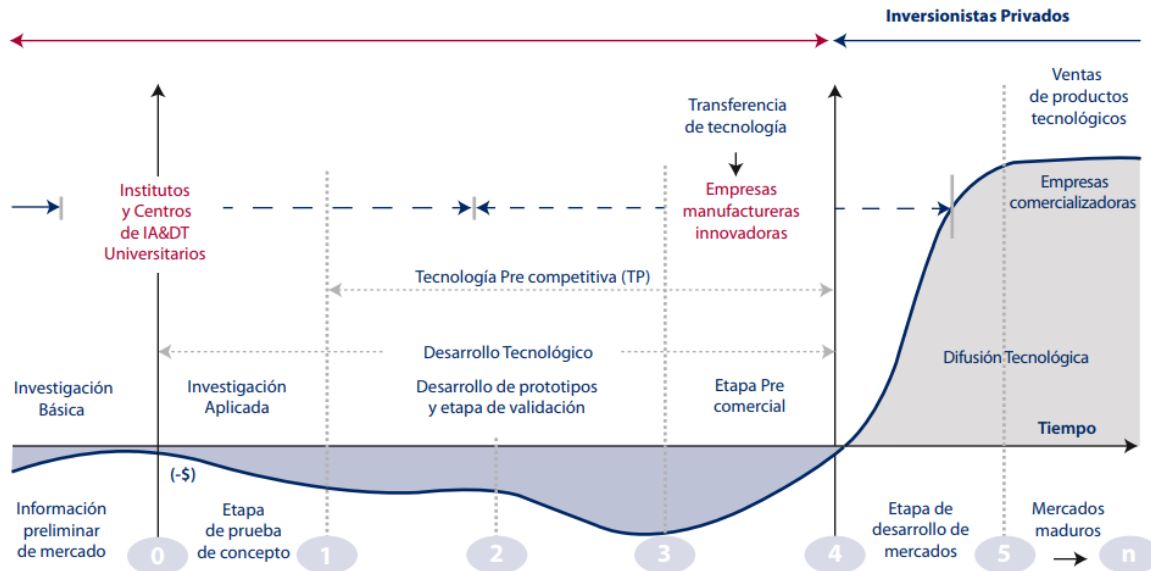 Inversionistas Privados
Ventas
de productos
tecnológicos
Transferencia
de tecnología
Institutos
y Centros
de IA&DT
Universitarios
Empresas
manufactureras
innovadoras
Empresas
comercializadoras
Tecnología Pre competitiva (TP)
Desarrollo Tecnológico
Difusión Tecnológica
Investigación
Básica
Investigación
Aplicada
Desarrollo de prototipos
y etapa de validación
Etapa Pre
comercial
Tiempo
(-$)
Información
preliminar
de mercado
Etapa
de prueba
de concepto
Etapa de
desarrollo de
mercados
Mercados
maduros
0
1
2
3
4
5
n